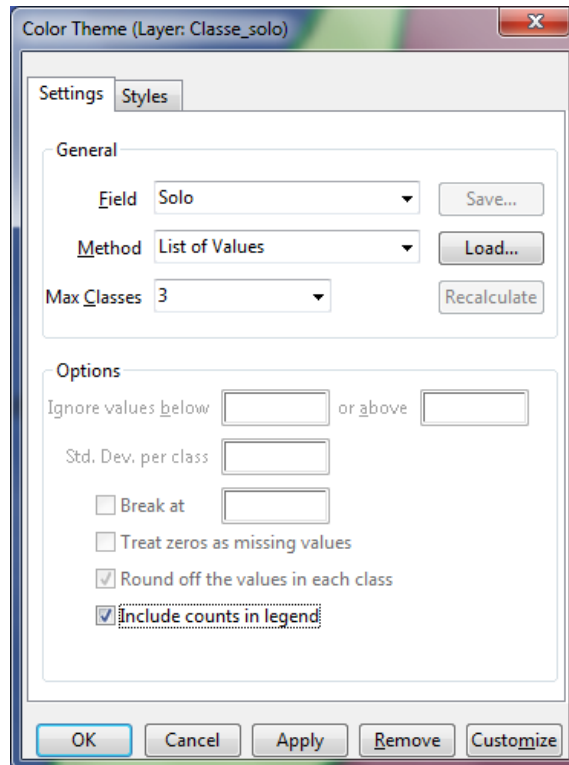 Color Theme (Layer: Classe_solo)
Settings Styles
General
Field Solo Save...
Method List of Values Load...
Max Classes 3 Recalculate
Options
Ignore values below or above
Std. Dev. per class
Break at
Treat zeros as missing values
Round off the values in each class
Include counts in legend
OK Cancel Apply Remove Customize